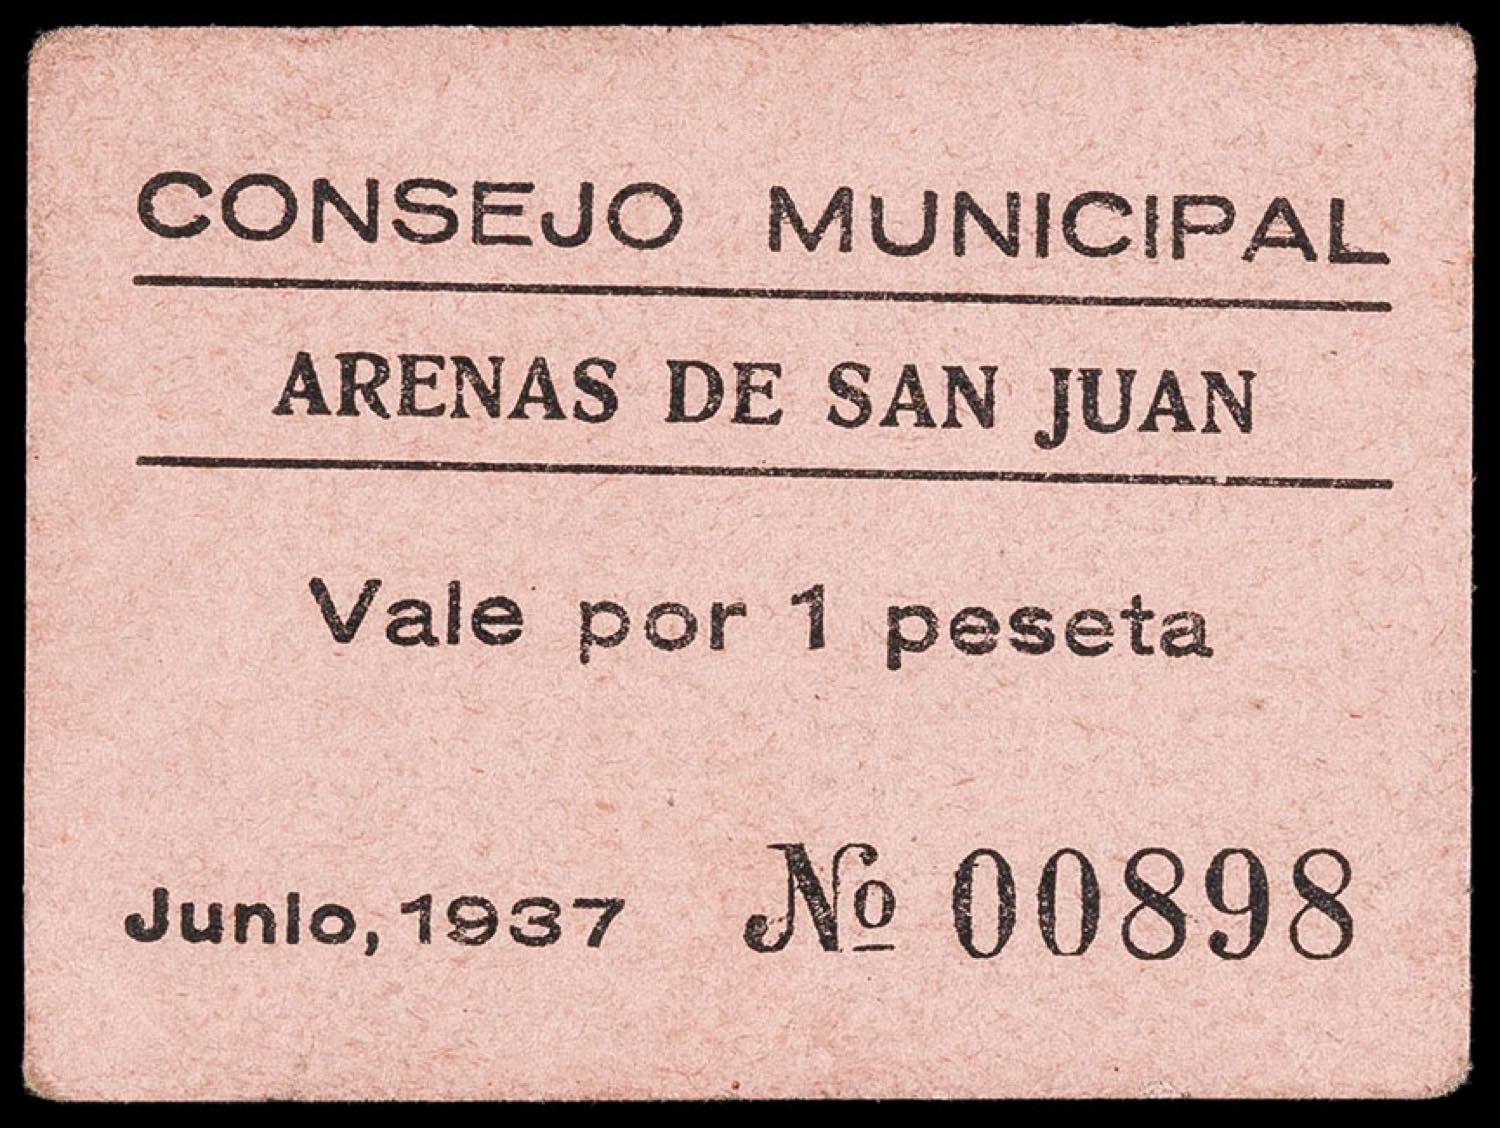 CONSEJO MUNICIPAL
ARENAS DE SAN JUAN
Vale por 1 peseta
Junio, 1937 Nº 00898